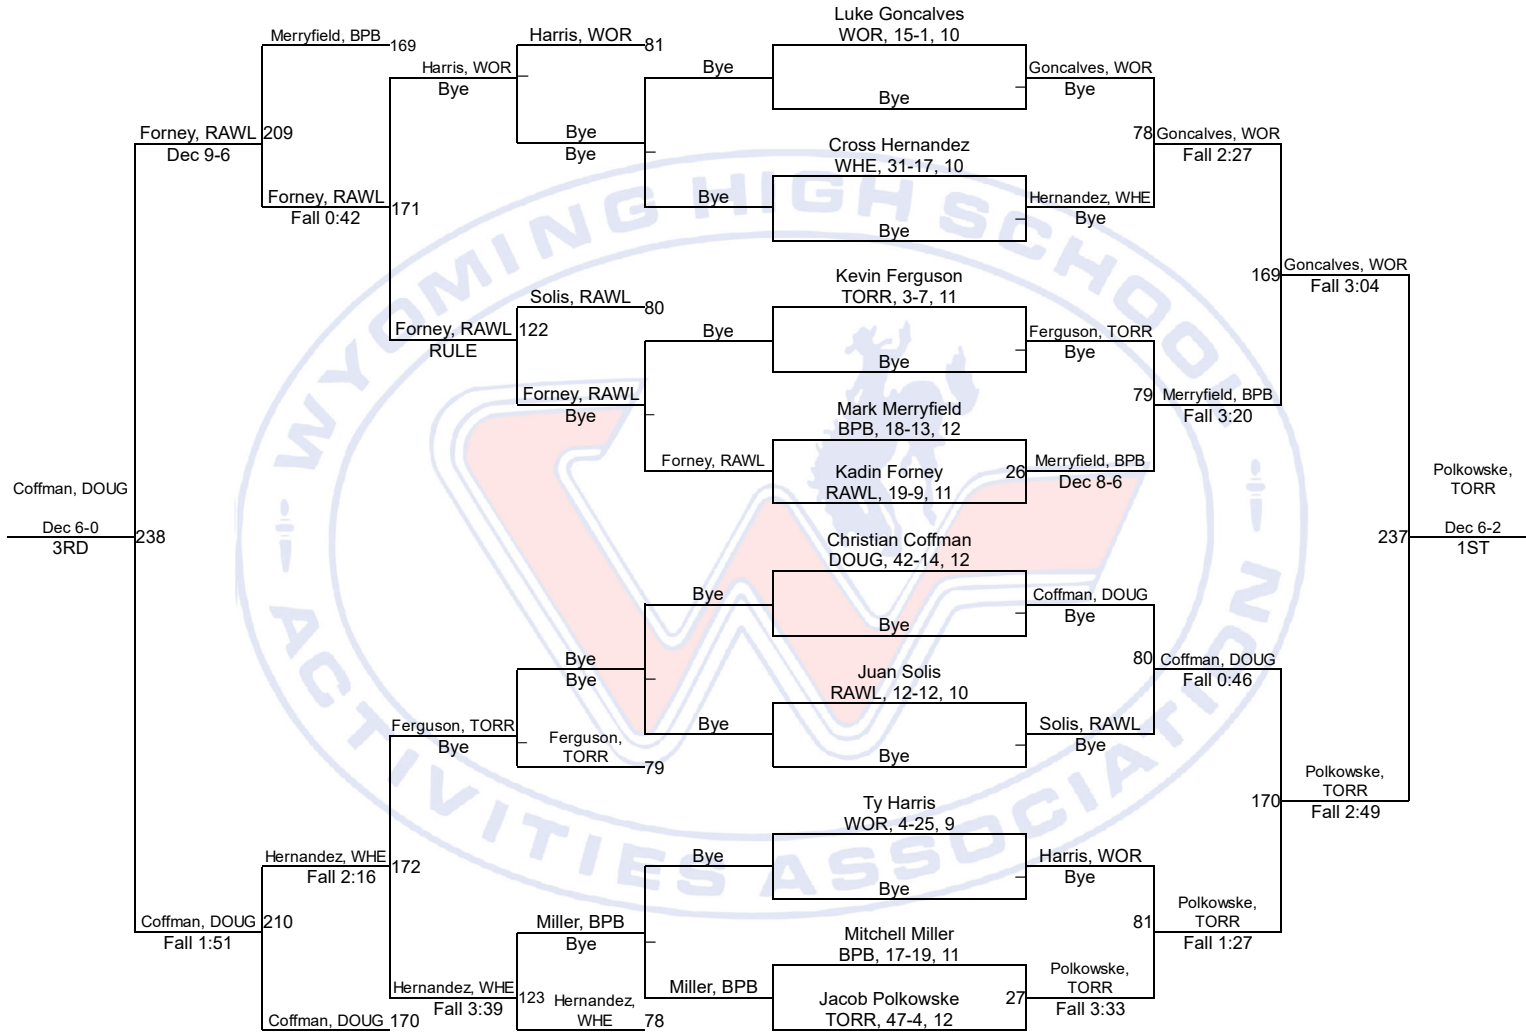 Luke Goncalves
WOR, 15-1, 10
Merryfield, BPB
169
Harris, WOR
81
Harris, WOR
Bye
Bye
Goncalves, WOR
Bye
Bye
Forney, RAWL
209
Dec 9-6
Bye
Bye
78
Goncalves, WOR
Fall 2:27
Cross Hernandez
WHE, 31-17, 10
Forney, RAWL
171
Fall 0:42
Bye
Hernandez, WHE
Bye
Bye
WYOMING HIGH SCHOOL
169
Goncalves, WOR
Fall 3:04
Kevin Ferguson
TORR, 3-7, 11
Solis, RAWL
80
Forney, RAWL
122
RULE
Bye
Ferguson, TORR
Bye
Bye
Forney, RAWL
Bye
79
Merryfield, BPB
Fall 3:20
Mark Merryfield
BPB, 18-13, 12
Forney, RAWL
Kadin Forney
RAWL, 19-9, 11
26
Merryfield, BPB
Dec 8-6
Coffman, DOUG
Dec 6-0
3RD
238
Polkowske,
TORR
237
Dec 6-2
1ST
Christian Coffman
DOUG, 42-14, 12
Bye
Coffman, DOUG
Bye
Bye
Bye
Bye
80
Coffman, DOUG
Fall 0:46
Juan Solis
RAWL, 12-12, 10
Ferguson, TORR
Bye
Ferguson,
TORR
79
Bye
Bye
Solis, RAWL
Bye
170
Polkowske,
TORR
Fall 2:49
Ty Harris
WOR, 4-25, 9
Hernandez, WHE
172
Fall 2:16
Bye
Bye
Harris, WOR
Bye
ACTIVITIES ASSOCIATION
Coffman, DOUG
210
Fall 1:51
Miller, BPB
Bye
81
Polkowske,
TORR
Fall 1:27
Mitchell Miller
BPB, 17-19, 11
Hernandez, WHE
Fall 3:39
123
Hernandez,
WHE
78
Miller, BPB
Jacob Polkowske
TORR, 47-4, 12
27
Polkowske,
TORR
Fall 3:33
Coffman, DOUG
170